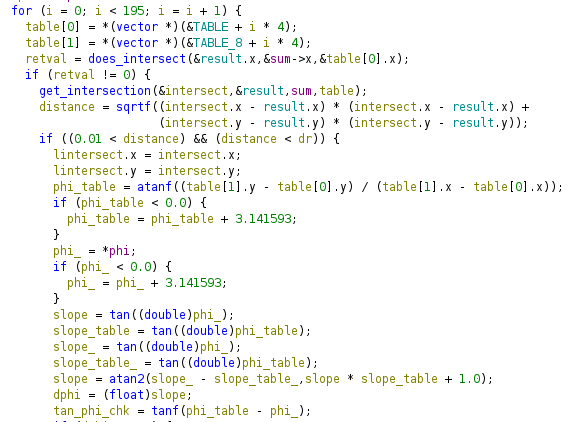 for (i = 0; i < 195; i = i + 1) {
table[0] = *(vector *)(&TABLE + i * 4);
table[1] = *(vector *)(&TABLE_8 + i * 4);
retval = does_intersect(&result.x,&sum->x,&table[0].x);
if (retval != 0) {
get_intersection(&intersect,&result,sum,table);
distance = sqrtf((intersect.x - result.x) * (intersect.x - result.x) +
(intersect.y - result.y) * (intersect.y - result.y));
if ((0.01 < distance) && (distance < dr)) {
lintersect.x = intersect.x;
lintersect.y = intersect.y;
phi_table = atanf((table[1].y - table[0].y) / (table[1].x - table[0].x));
if (phi_table < 0.0) {
phi_table = phi_table + 3.141593;
}
phi_ = *phi;
if (phi_ < 0.0) {
phi_ = phi_ + 3.141593;
}
slope = tan((double)phi_);
slope_table = tan((double)phi_table);
slope_ = tan((double)phi_);
slope_table_ = tan((double)phi_table);
slope = atan2(slope_ - slope_table_,slope * slope_table + 1.0);
dphi = (float)slope;
tan_phi_chk = tanf(phi_table - phi_);